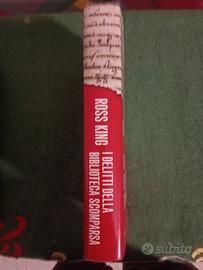 ROSS KING
I DELITTI DELLA
BIBLIOTECA SCOMPARSA
subito